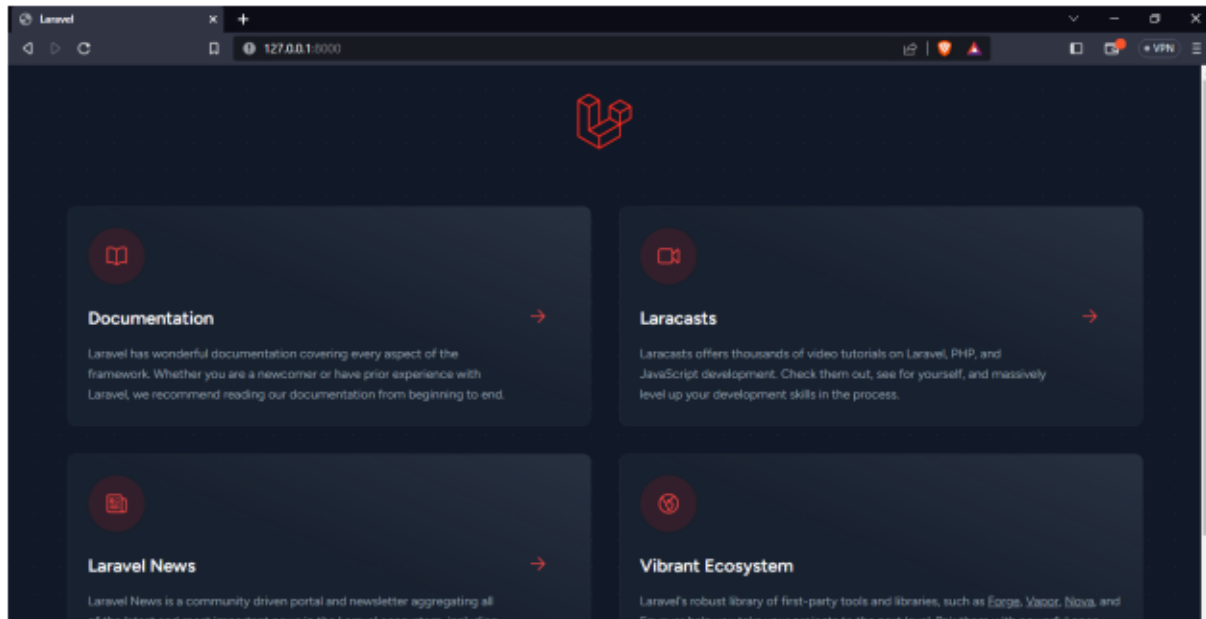 Laravel
127.0.0.1:8000
VPN
Documentation
Laravel has wonderful documentation covering every aspect of the
framework. Whether you are a newcomer or have prior experience with
Laravel, we recommend reading our documentation from beginning to end.
Laracasts
Laracasts offers thousands of video tutorials on Laravel, PHP, and
JavaScript development. Check them out, see for yourself, and massively
level up your development skills in the process.
Laravel News
Laravel News is a community driven portal and newsletter aggregating all
Vibrant Ecosystem
Laravel's robust library of first-party tools and libraries, such as Forge, Vapor, Nova, and